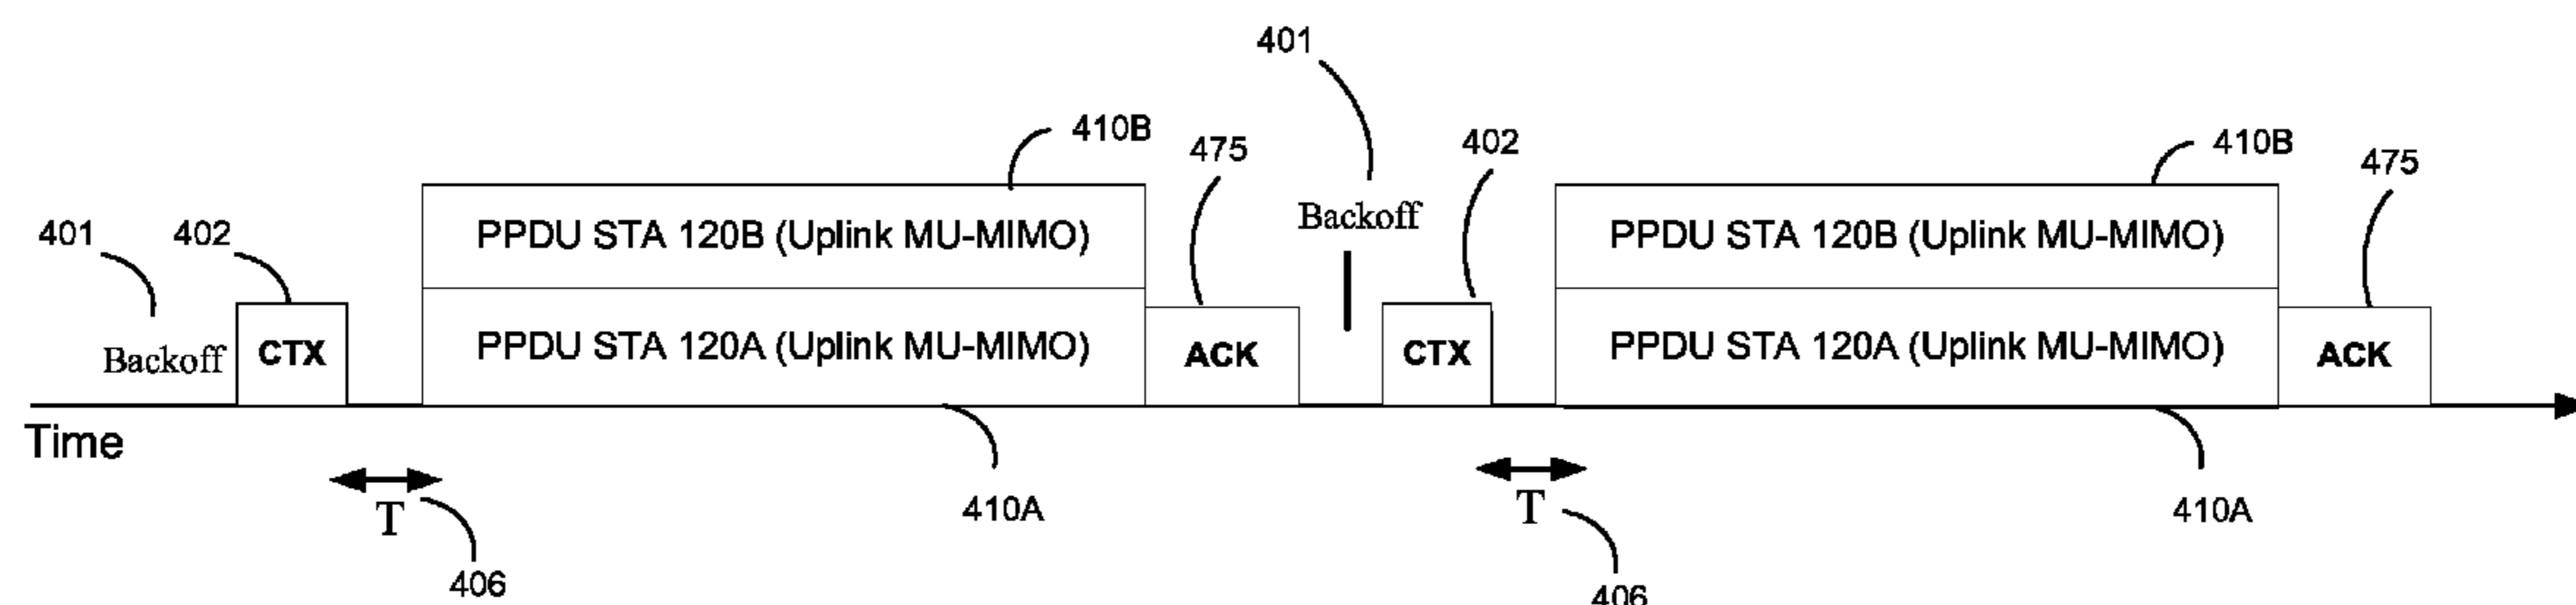 401
410B
475
402
410B
475
401
402
Backoff
PPDU STA 120B (Uplink MU-MIMO)
PPDU STA 120B (Uplink MU-MIMO)
Backoff
CTX
PPDU STA 120A (Uplink MU-MIMO)
ACK
CTX
PPDU STA 120A (Uplink MU-MIMO)
ACK
Time
T
406
410A
T
406
410A